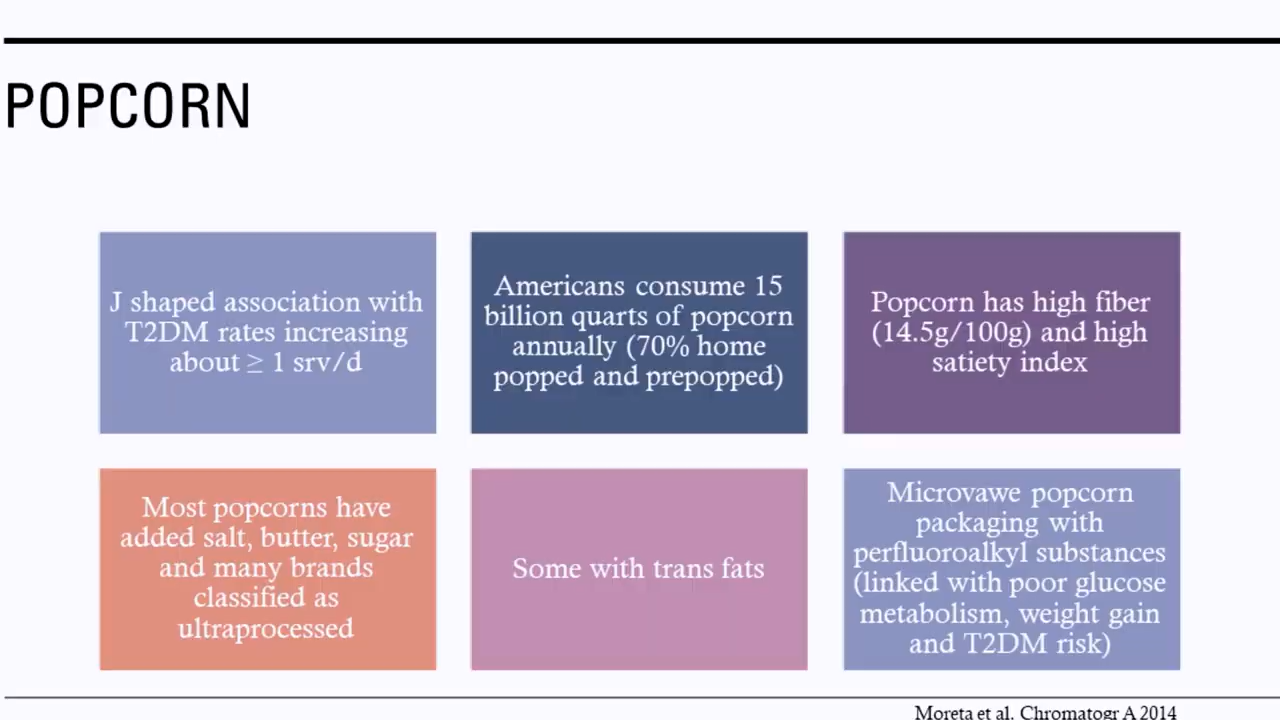 POPCORN
J shaped association with
T2DM rates increasing
about ≥ 1 srv/d
Americans consume 15
billion quarts of popcorn
annually (70% home
popped and prepopped)
Popcorn has high fiber
(14.5g/100g) and high
satiety index
Most popcorns have
added salt, butter, sugar
and many brands
classified as
ultraprocessed
Some with trans fats
Microvawe popcorn
packaging with
perfluoroalkyl substances
(linked with poor glucose
metabolism, weight gain
and T2DM risk)
Moreta et al. Chromatogr A 2014